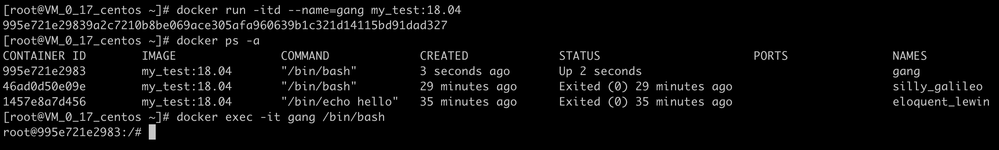 [root@VM_0_17_centos ~]# docker run -itd --name=gang my_test:18.04
995e721e29839a2c7210b8be069ace305afa960639b1c321d14115bd91dad327
[root@VM_0_17_centos ~]# docker ps -a
CONTAINER ID        IMAGE               COMMAND             CREATED             STATUS                      PORTS               NAMES
995e721e2983        my_test:18.04       "/bin/bash"         3 seconds ago       Up 2 seconds                                    gang
46ad0d50e09e        my_test:18.04       "/bin/bash"         29 minutes ago      Exited (0) 29 minutes ago                       silly_galileo
1457e8a7d456        my_test:18.04       "/bin/echo hello"   35 minutes ago      Exited (0) 35 minutes ago                       eloquent_lewin
[root@VM_0_17_centos ~]# docker exec -it gang /bin/bash
root@995e721e2983:/#